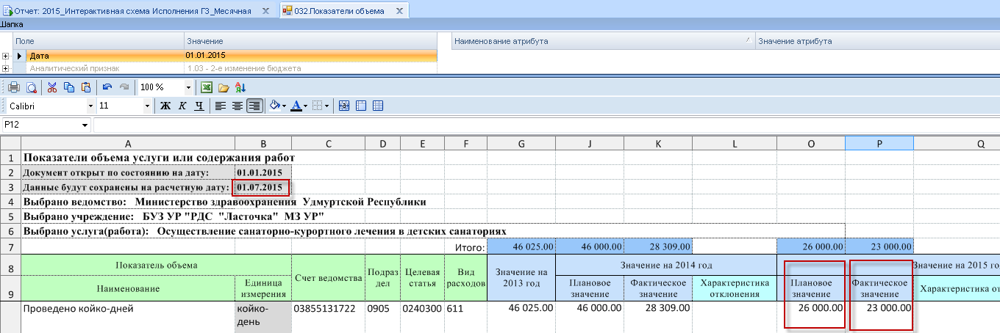 Отчет: 2015_Интерактивная схема Исполнения ГЗ_Месячная
032.Показатели объема
Шапка
Поле Значение Наименование атрибута Значение атрибута
Дата 01.01.2015
Аналитический признак 1.03 - 2-е изменение бюджета
100 %
Calibri 11 Ж К Ч А
P12
A B C D E F G J K L O P Q
1 Показатели объема услуги или содержания работ
2 Документ открыт по состоянию на дату: 01.01.2015
3 Данные будут сохранены на расчетную дату: 01.07.2015
4 Выбрано ведомство: Министерство здравоохранения Удмуртской Республики
5 Выбрано учреждение: БУЗ УР "РДС "Ласточка" МЗ УР"
6 Выбрано услуга(работа): Осуществление санаторно-курортного лечения в детских санаториях
7 Итого: 46 025.00 46 000.00 28 309.00 26 000.00 23 000.00
8 Показатель объема Счет ведомства Подраз дел Целевая статья Вид расходов Значение на 2013 год Значение на 2014 год Значение на 2015 год
9 Наименование Единица измерения Плановое значение Фактическое значение Характеристика отклонения Плановое значение Фактическое значение Характеристика от
Проведено койко-дней койко-день 03855131722 0905 0240300 611 46 025.00 46 000.00 28 309.00 26 000.00 23 000.00